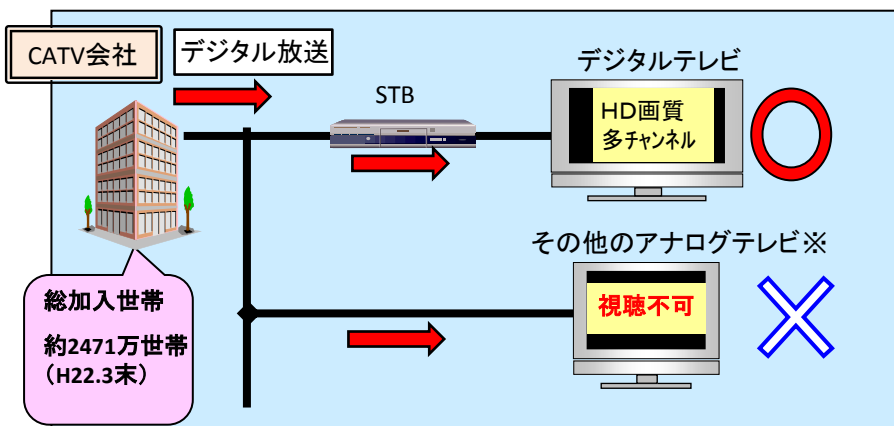 CATV会社
デジタル放送
STB
デジタルテレビ
HD画質
多チャンネル
その他のアナログテレビ※
視聴不可
総加入世帯
約2471万世帯
（H22.3末）